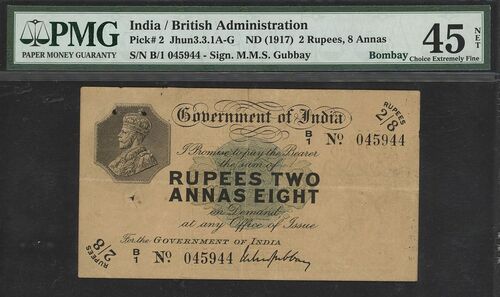 PMG
PAPER MONEY GUARANTY
India / British Administration
Pick# 2 Jhun3.3.1A-G ND (1917) 2 Rupees, 8 Annas
S/N B/1 045944 - Sign. M.M.S. Gubbay
Bombay
45 NET
Choice Extremely Fine
Government of India
RUPEES
2/8
B/1 No 045944
I Promise to pay the Bearer
the sum of
RUPEES TWO
ANNAS EIGHT
on Demand
at any Office of Issue
For the GOVERNMENT OF INDIA
RUPEES
2/8
B/1 No 045944